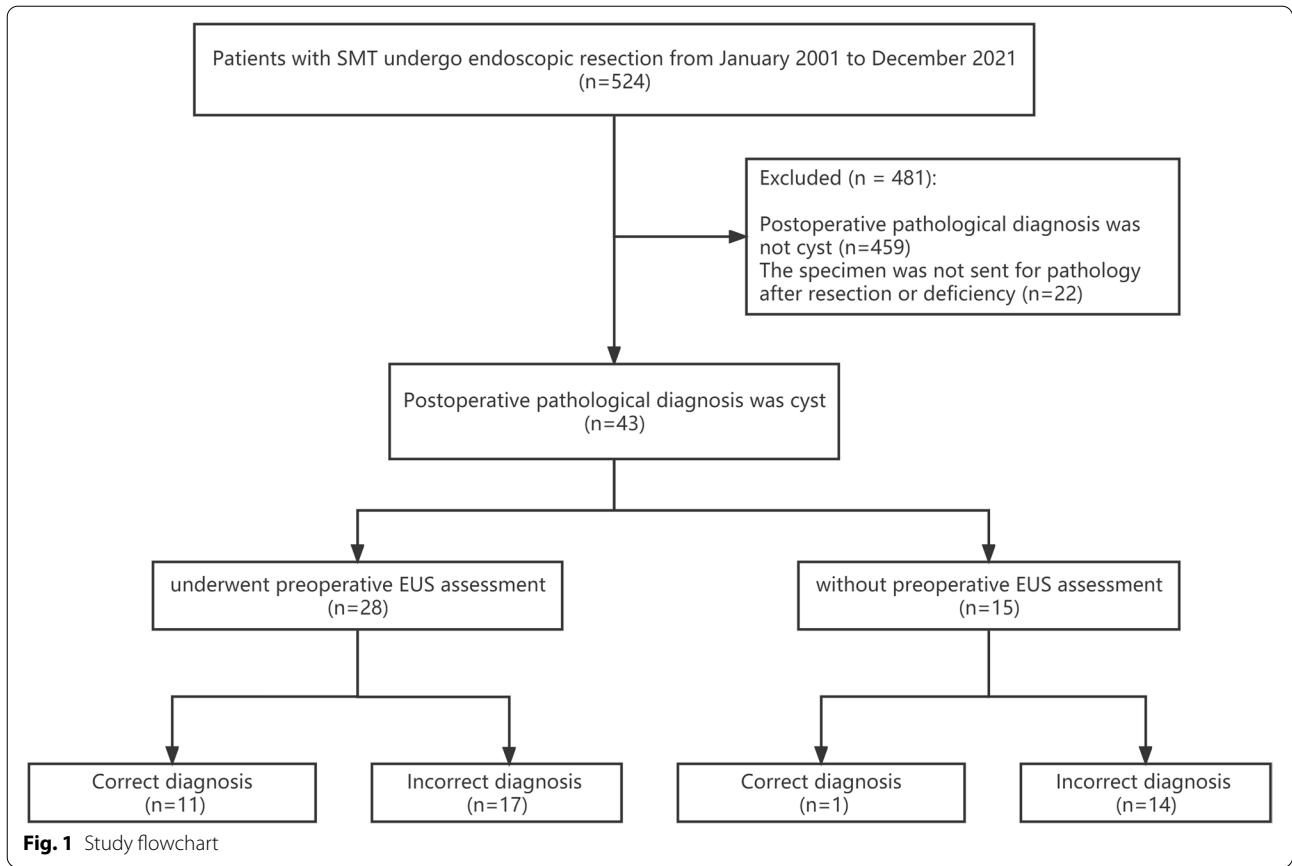 Patients with SMT undergo endoscopic resection from January 2001 to December 2021
(n=524)
Excluded (n = 481):
Postoperative pathological diagnosis was
not cyst (n=459)
The specimen was not sent for pathology
after resection or deficiency (n=22)
Postoperative pathological diagnosis was cyst
(n=43)
underwent preoperative EUS assessment
(n=28)
without preoperative EUS assessment
(n=15)
Correct diagnosis
(n=11)
Incorrect diagnosis
(n=17)
Correct diagnosis
(n=1)
Incorrect diagnosis
(n=14)
Fig. 1 Study flowchart